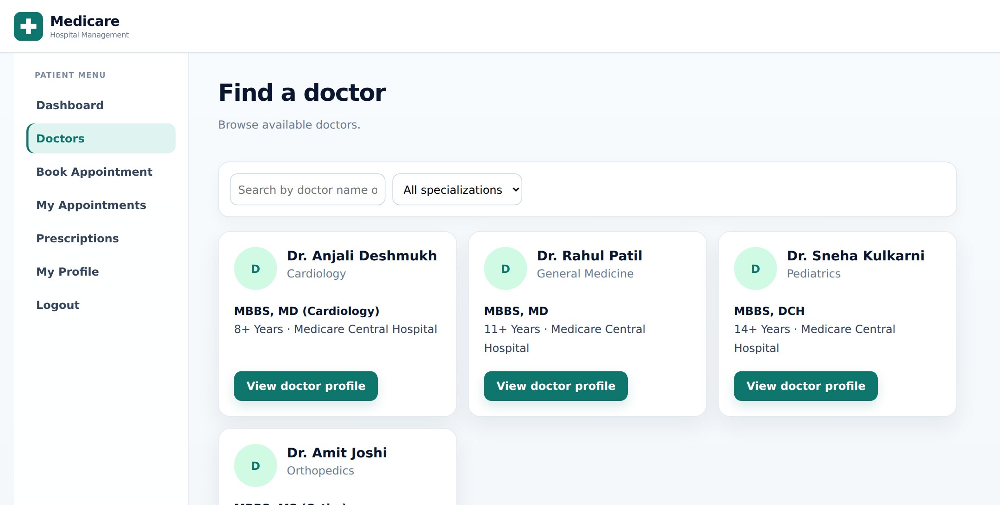 Medicare
Hospital Management
PATIENT MENU
Dashboard
Doctors
Book Appointment
My Appointments
Prescriptions
My Profile
Logout
Find a doctor
Browse available doctors.
Search by doctor name o
All specializations
D
Dr. Anjali Deshmukh
Cardiology
MBBS, MD (Cardiology)
8+ Years · Medicare Central Hospital
View doctor profile
D
Dr. Rahul Patil
General Medicine
MBBS, MD
11+ Years · Medicare Central
Hospital
View doctor profile
D
Dr. Sneha Kulkarni
Pediatrics
MBBS, DCH
14+ Years · Medicare Central
Hospital
View doctor profile
D
Dr. Amit Joshi
Orthopedics
MBBS, MS (Ortho)